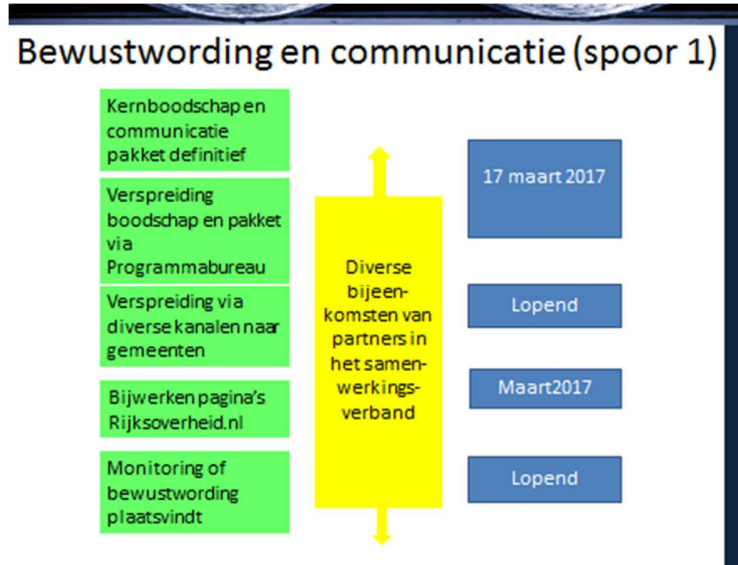 Bewustwording en communicatie (spoor 1)
Kernboodschap en
communicatie
pakket definitief
Verspreiding
boodschap en pakket
via
Programmabureau
Verspreiding via
diverse kanalen naar
gemeenten
Bijwerken pagina's
Rijksoverheid.nl
Monitoring of
bewustwording
plaatsvindt
Diverse
bijeen-
komsten van
partners in
het samen-
werkings-
verband
17 maart 2017
Lopend
Maart2017
Lopend